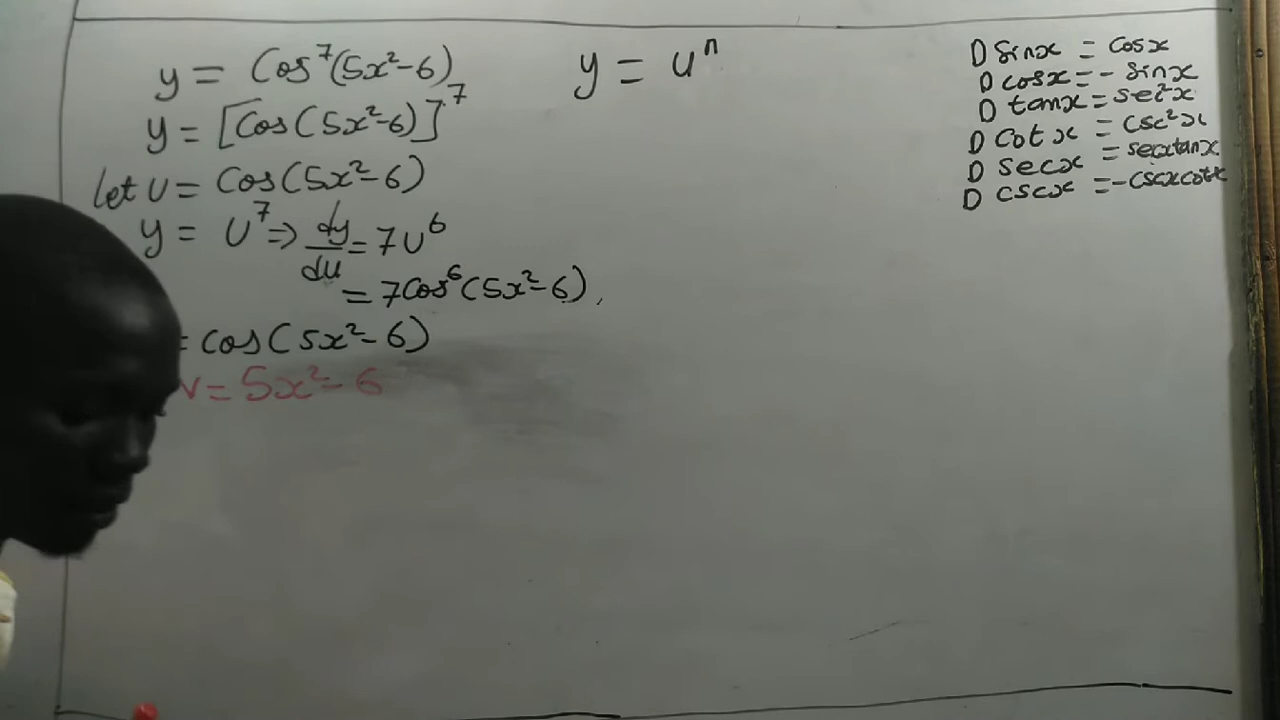 y = Cos⁷(5x²-6)
y = [Cos(5x²-6)]⁷
let U = Cos(5x²-6)
y = U⁷ => dy/du = 7U⁶
= 7Cos⁶(5x²-6),
= cos(5x²-6)
v = 5x²-6
y = uⁿ
D Sinx = Cosx
D cosx = - sinx
D tanx = sec²x
D Cot x = Csc²x
D secx = secxtanx
D cscx = -cscxcotx